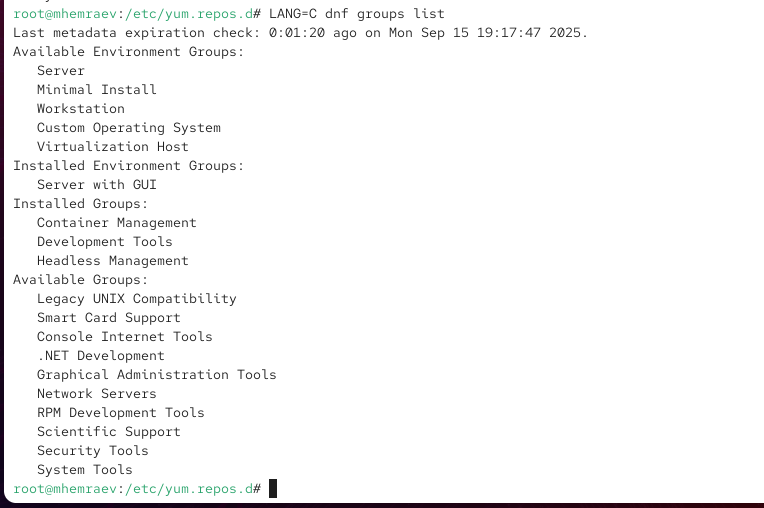 root@mhemraev:/etc/yum.repos.d# LANG=C dnf groups list
Last metadata expiration check: 0:01:20 ago on Mon Sep 15 19:17:47 2025.
Available Environment Groups:
   Server
   Minimal Install
   Workstation
   Custom Operating System
   Virtualization Host
Installed Environment Groups:
   Server with GUI
Installed Groups:
   Container Management
   Development Tools
   Headless Management
Available Groups:
   Legacy UNIX Compatibility
   Smart Card Support
   Console Internet Tools
   .NET Development
   Graphical Administration Tools
   Network Servers
   RPM Development Tools
   Scientific Support
   Security Tools
   System Tools
root@mhemraev:/etc/yum.repos.d#